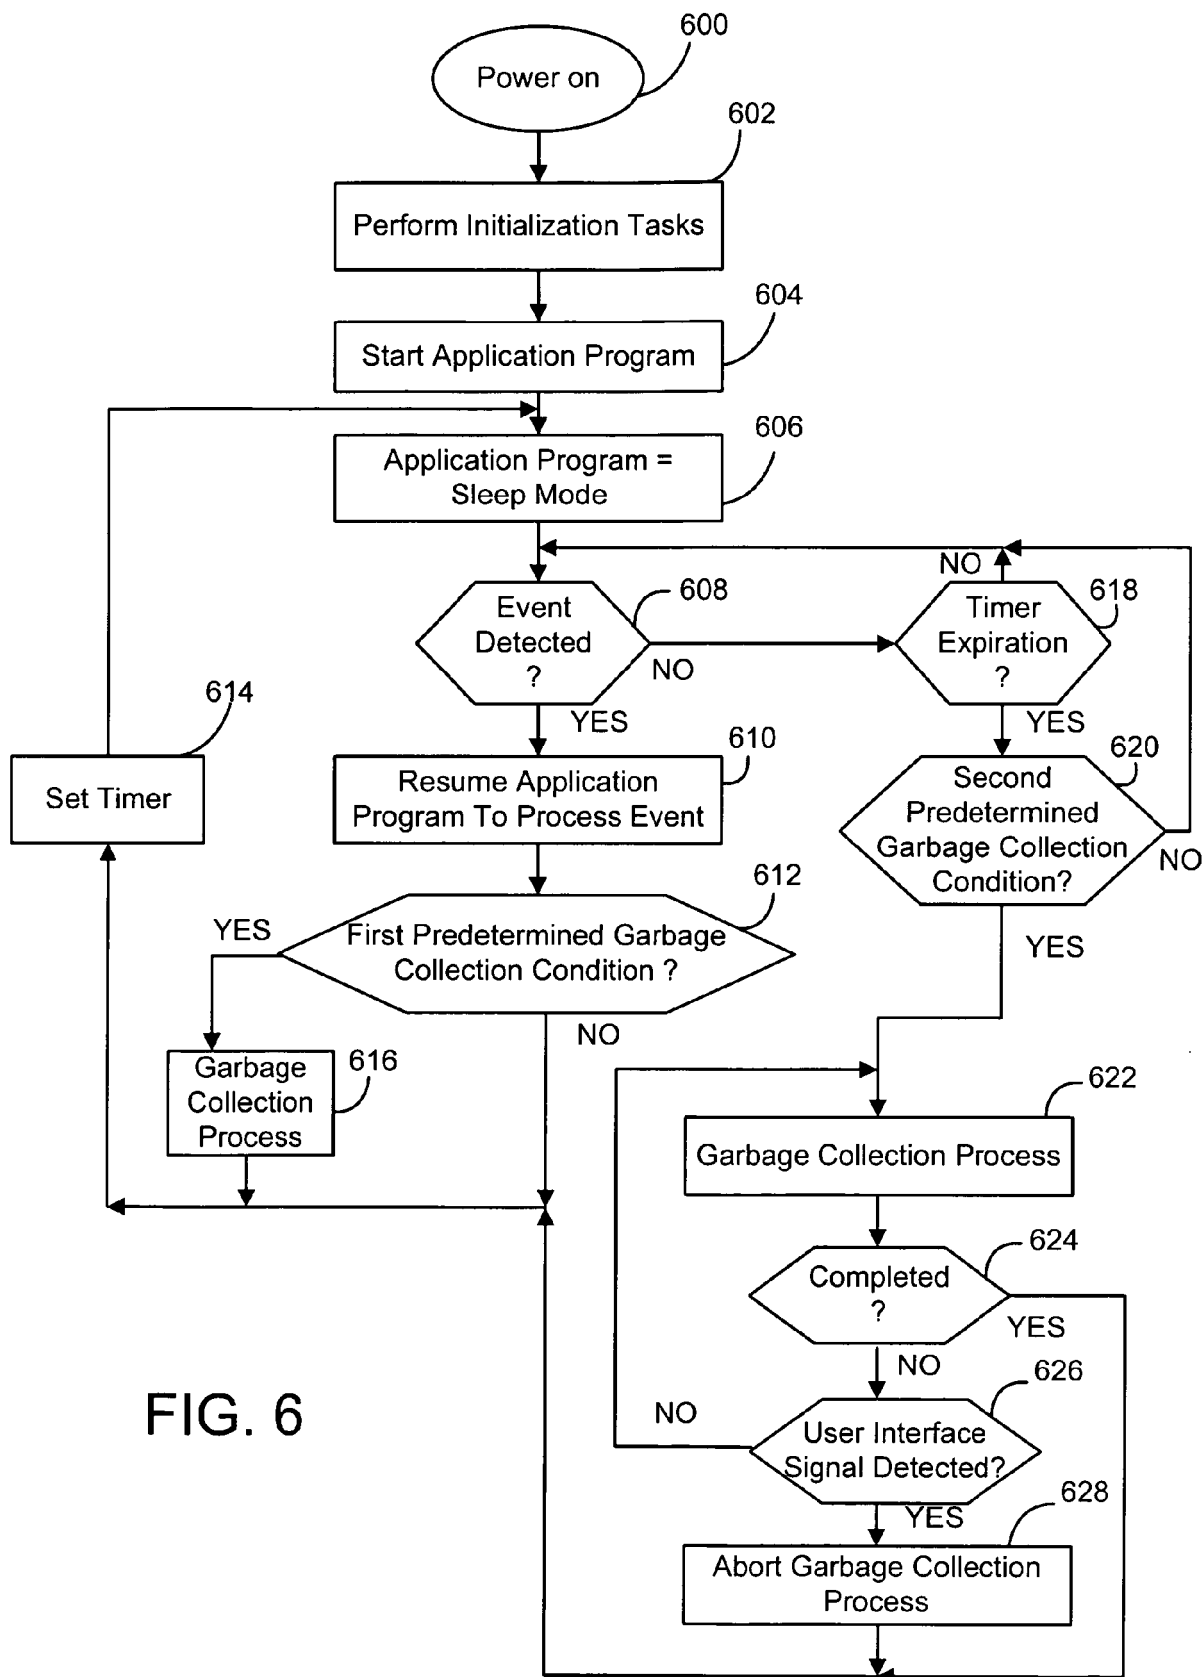 600
Power on
602
Perform Initialization Tasks
604
Start Application Program
606
Application Program =
Sleep Mode
NO
608
618
Event
Detected
?
Timer
Expiration
?
NO
YES
YES
614
Set Timer
610
Resume Application
Program To Process Event
620
Second
Predetermined
Garbage Collection
Condition?
NO
612
YES
First Predetermined Garbage
Collection Condition ?
YES
NO
616
Garbage
Collection
Process
622
Garbage Collection Process
624
Completed
?
YES
NO
626
NO
User Interface
Signal Detected?
YES
628
Abort Garbage Collection
Process
FIG. 6